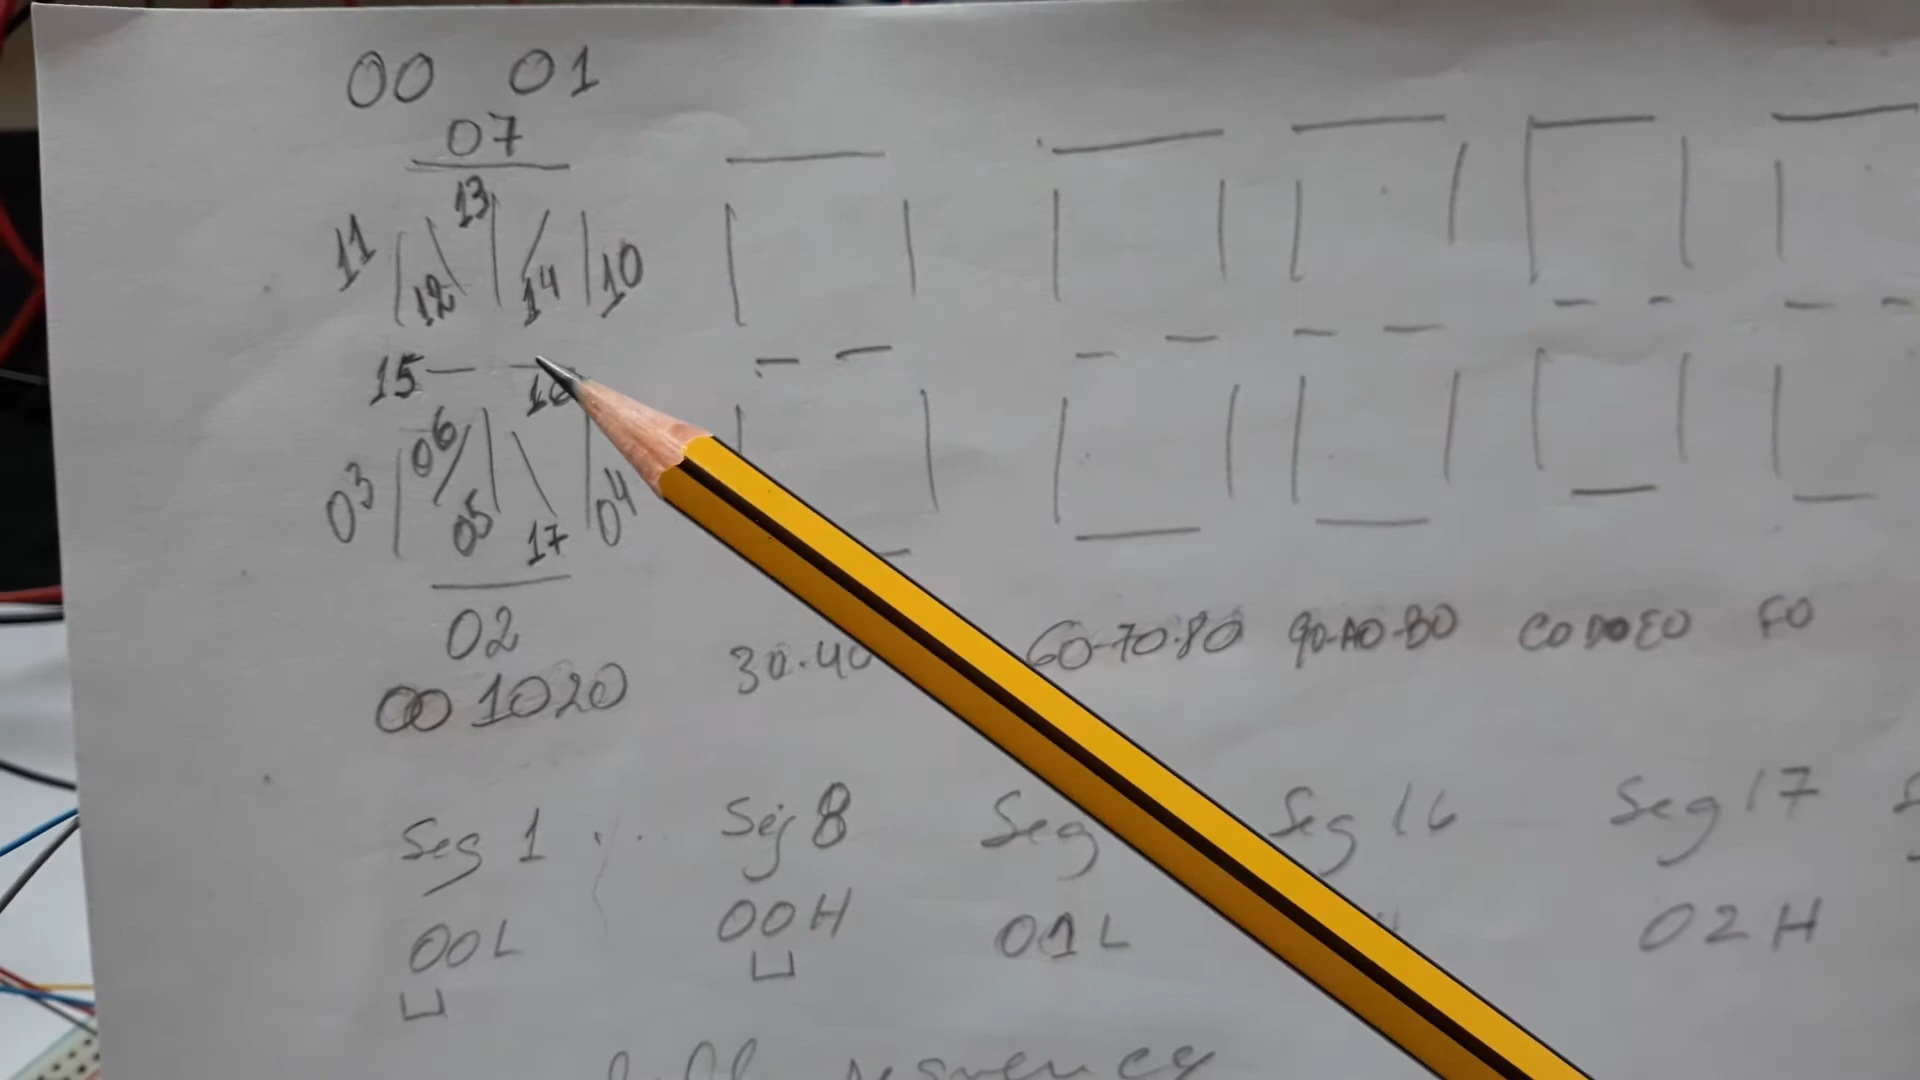 00 01
07
13
11 12 14 10
15 16
06
03 05 17 04
02
00 10 20 30.40 60-70.80 90-A0-B0 C0 D0 E0 F0
Seg 1 Seg 8 Seg Seg 16 Seg 17
00L 00H 01L 02H